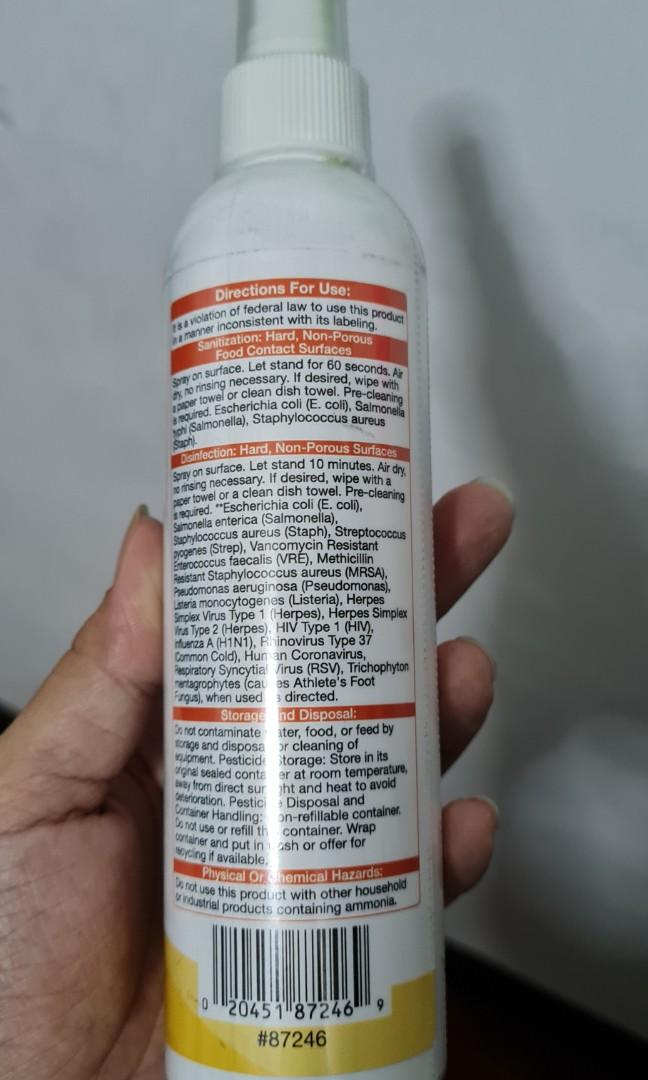 Directions For Use:
It is a violation of federal law to use this product
in a manner inconsistent with its labeling.
Sanitization: Hard, Non-Porous
Food Contact Surfaces
Spray on surface. Let stand for 60 seconds. Air
dry, no rinsing necessary. If desired, wipe with
a paper towel or clean dish towel. Pre-cleaning
is required. Escherichia coli (E. coli), Salmonella
typhi (Salmonella), Staphylococcus aureus
(Staph).
Disinfection: Hard, Non-Porous Surfaces
Spray on surface. Let stand 10 minutes. Air dry,
no rinsing necessary. If desired, wipe with a
paper towel or a clean dish towel. Pre-cleaning
is required. **Escherichia coli (E. coli),
Salmonella enterica (Salmonella),
Staphylococcus aureus (Staph), Streptococcus
pyogenes (Strep), Vancomycin Resistant
Enterococcus faecalis (VRE), Methicillin
Resistant Staphylococcus aureus (MRSA),
Pseudomonas aeruginosa (Pseudomonas),
Listeria monocytogenes (Listeria), Herpes
Simplex Virus Type 1 (Herpes), Herpes Simplex
Virus Type 2 (Herpes), HIV Type 1 (HIV),
Influenza A (H1N1), Rhinovirus Type 37
(Common Cold), Human Coronavirus,
Respiratory Syncytial Virus (RSV), Trichophyton
mentagrophytes (causes Athlete's Foot
Fungus), when used as directed.
Storage and Disposal:
Do not contaminate water, food, or feed by
storage and disposal or cleaning of
equipment. Pesticide Storage: Store in its
original sealed container at room temperature,
away from direct sunlight and heat to avoid
deterioration. Pesticide Disposal and
Container Handling: Non-refillable container.
Do not use or refill this container. Wrap
container and put in trash or offer for
recycling if available.
Physical Or Chemical Hazards:
Do not use this product with other household
or industrial products containing ammonia.
0 20451 87246 9
#87246